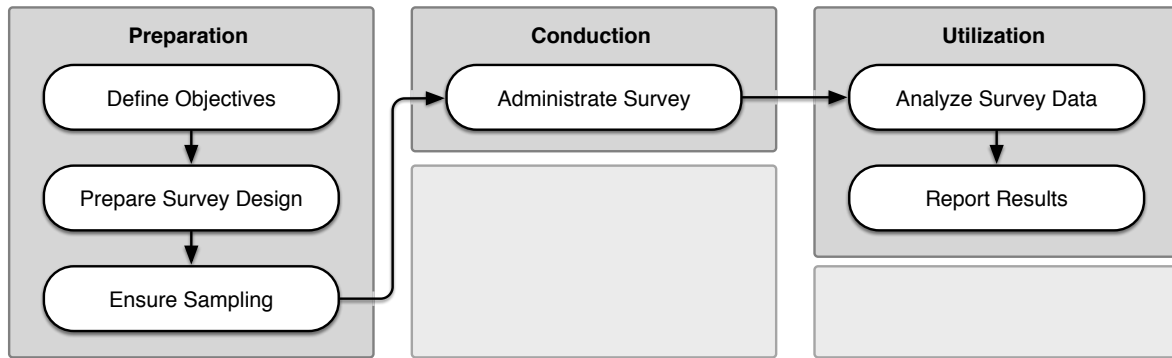 Preparation
Define Objectives
Prepare Survey Design
Ensure Sampling
Conduction
Administrate Survey
Utilization
Analyze Survey Data
Report Results